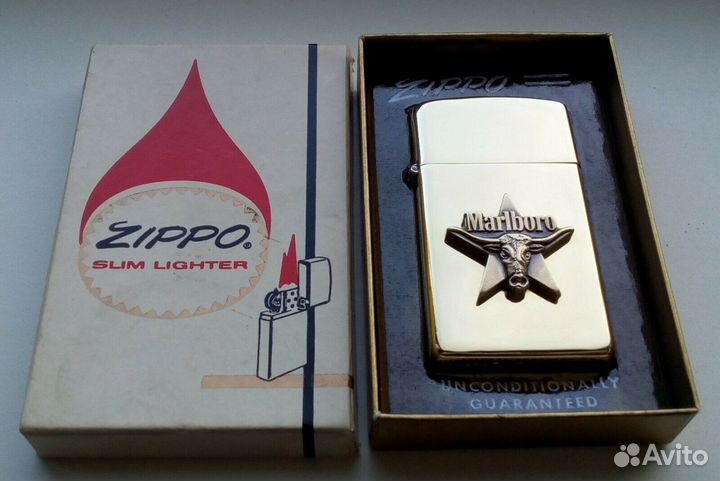 ZIPPO®
SLIM LIGHTER
ZIPPO
Marlboro
UNCONDITIONALLY
GUARANTEED
Avito